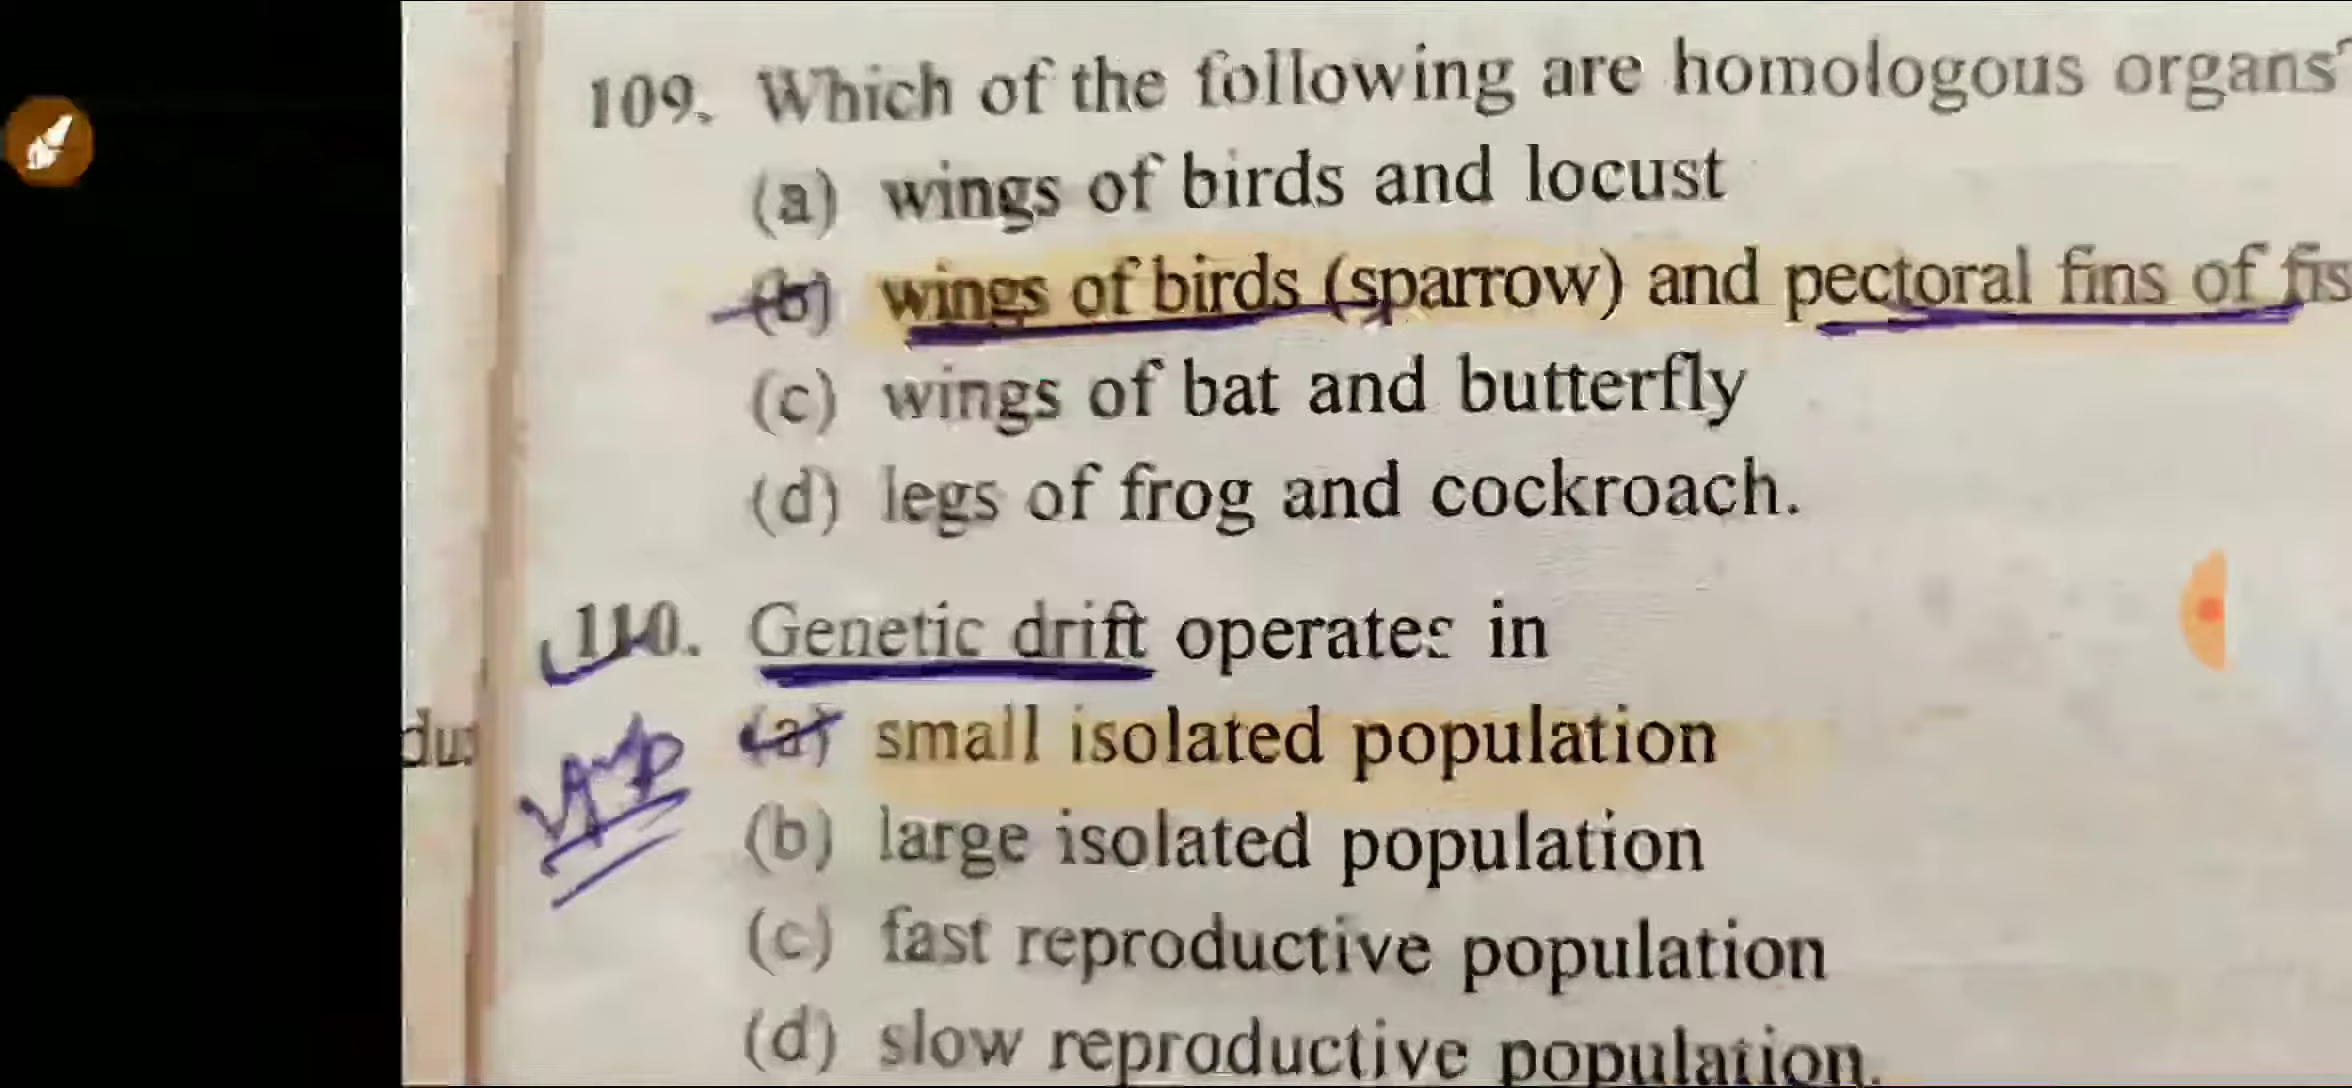 109. Which of the following are homologous organs?
(a) wings of birds and locust
(b) wings of birds (sparrow) and pectoral fins of fis
(c) wings of bat and butterfly
(d) legs of frog and cockroach.
110. Genetic drift operates in
(a) small isolated population
(b) large isolated population
(c) fast reproductive population
(d) slow reproductive population.